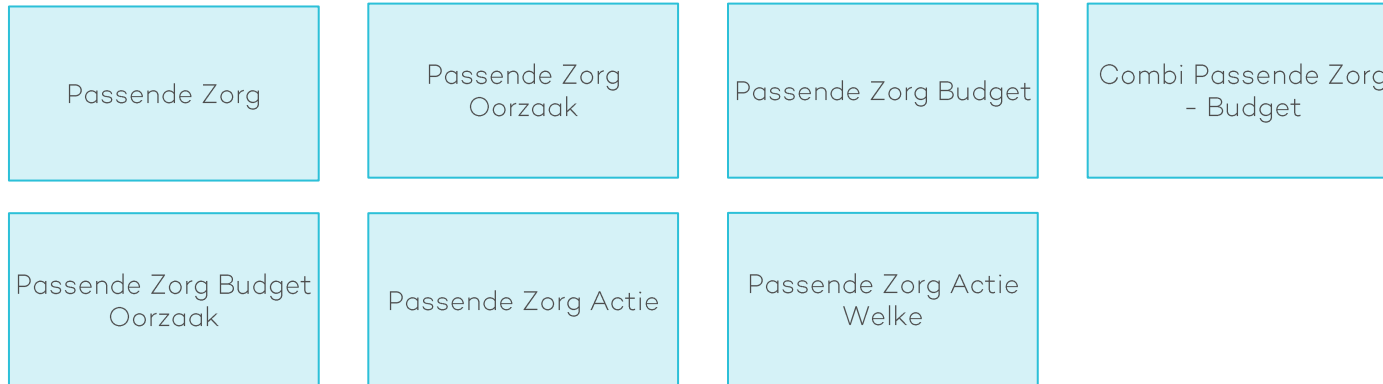 Passende Zorg
Passende Zorg
Oorzaak
Passende Zorg Budget
Combi Passende Zorg
- Budget
Passende Zorg Budget
Oorzaak
Passende Zorg Actie
Passende Zorg Actie
Welke